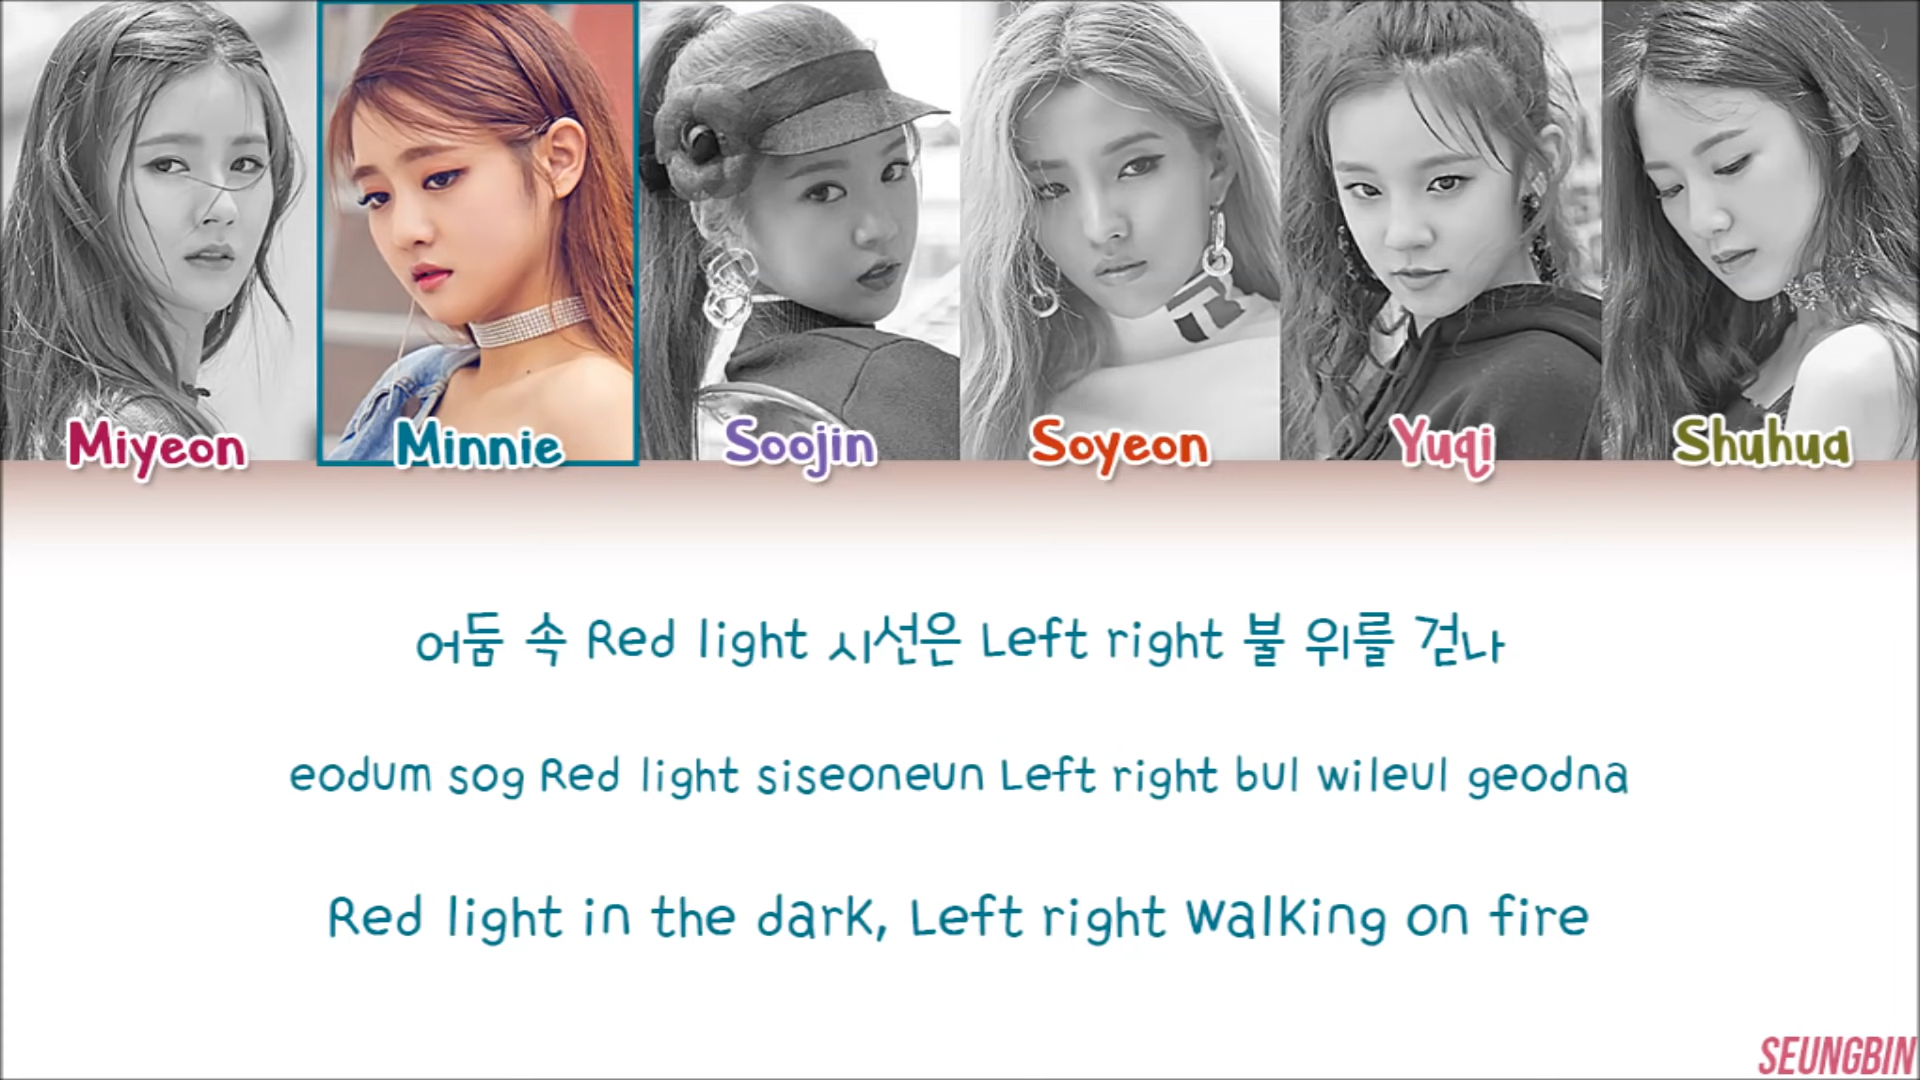 Miyeon Minnie Soojin Soyeon Yuqi Shuhua
어둠 속 Red light 시선은 Left right 불 위를 걷나
eodum sog Red light siseoneun Left right bul wileul geodna
Red light in the dark, Left right Walking on fire
SEUNGBIN